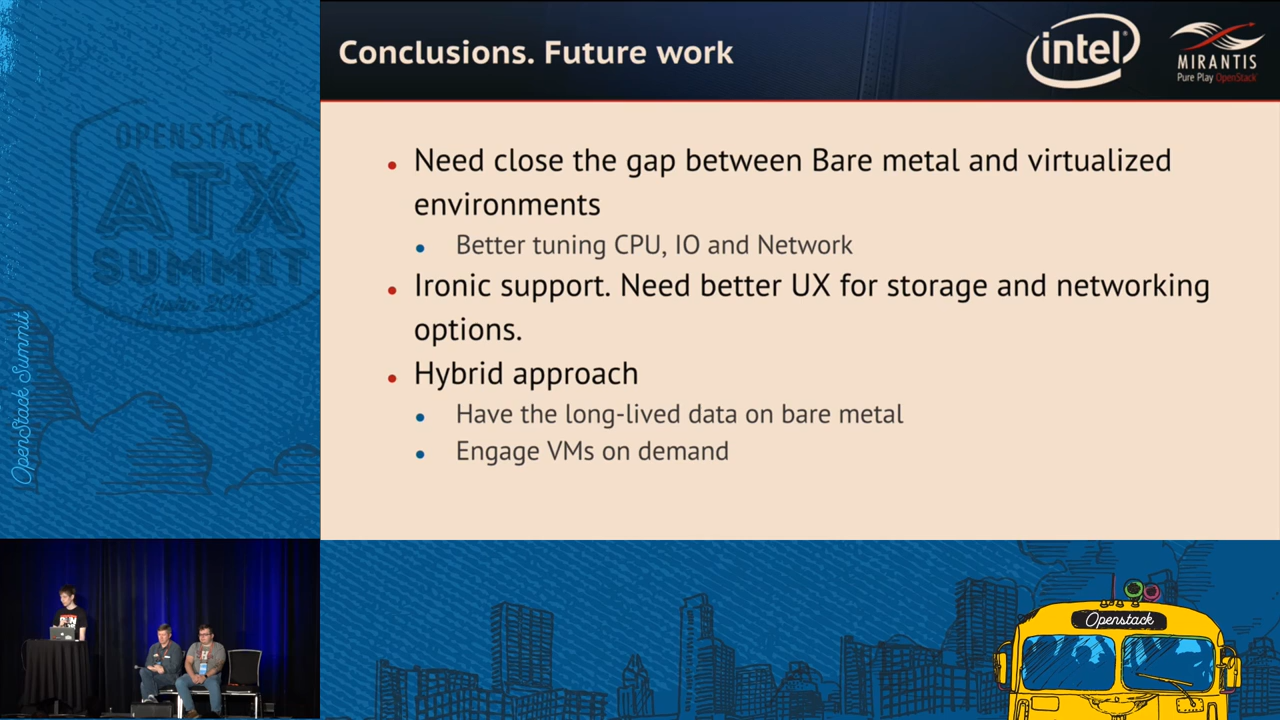 Conclusions. Future work
intel
MIRANTIS
Pure Play OpenStack
Need close the gap between Bare metal and virtualized
environments
Better tuning CPU, IO and Network
Ironic support. Need better UX for storage and networking
options.
Hybrid approach
Have the long-lived data on bare metal
Engage VMs on demand
OPENSTACK
ATX
SUMMIT
Austin 2016
OpenStack Summit
Openstack